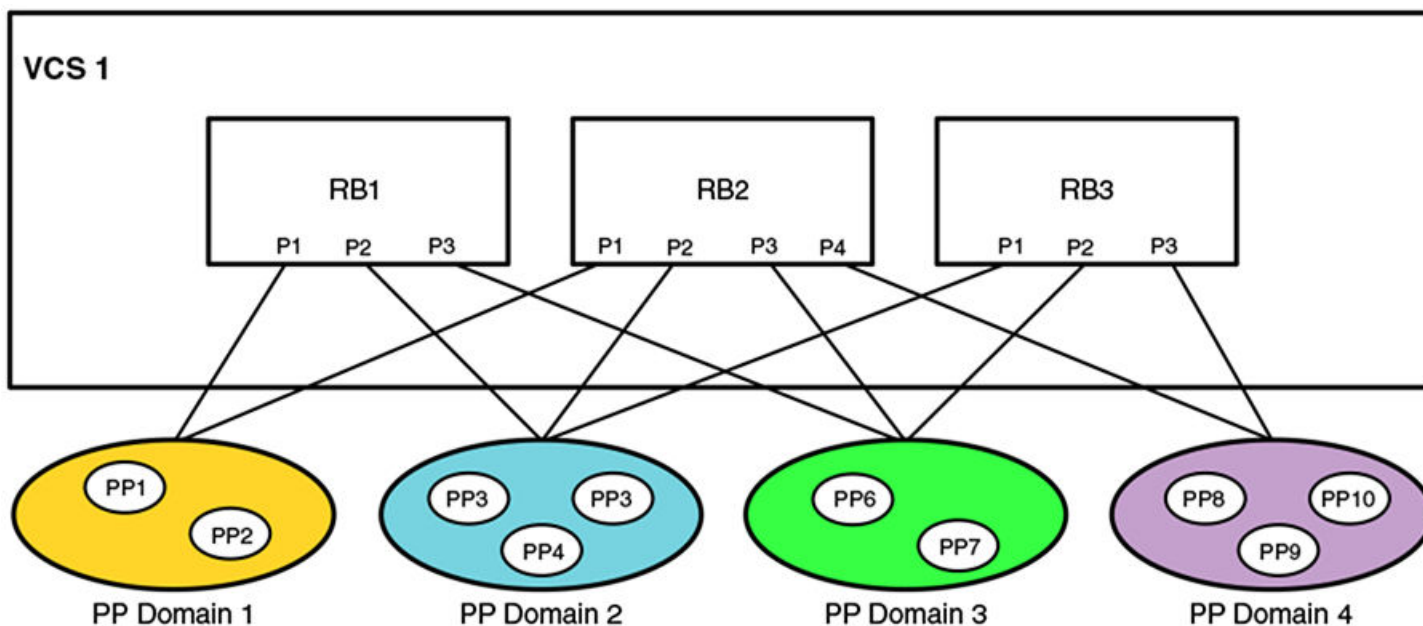 VCS 1
RB1
RB2
RB3
P1 P2 P3
P1 P2 P3 P4
P1 P2 P3
PP1
PP2
PP3
PP3
PP4
PP6
PP7
PP8
PP10
PP9
PP Domain 1
PP Domain 2
PP Domain 3
PP Domain 4